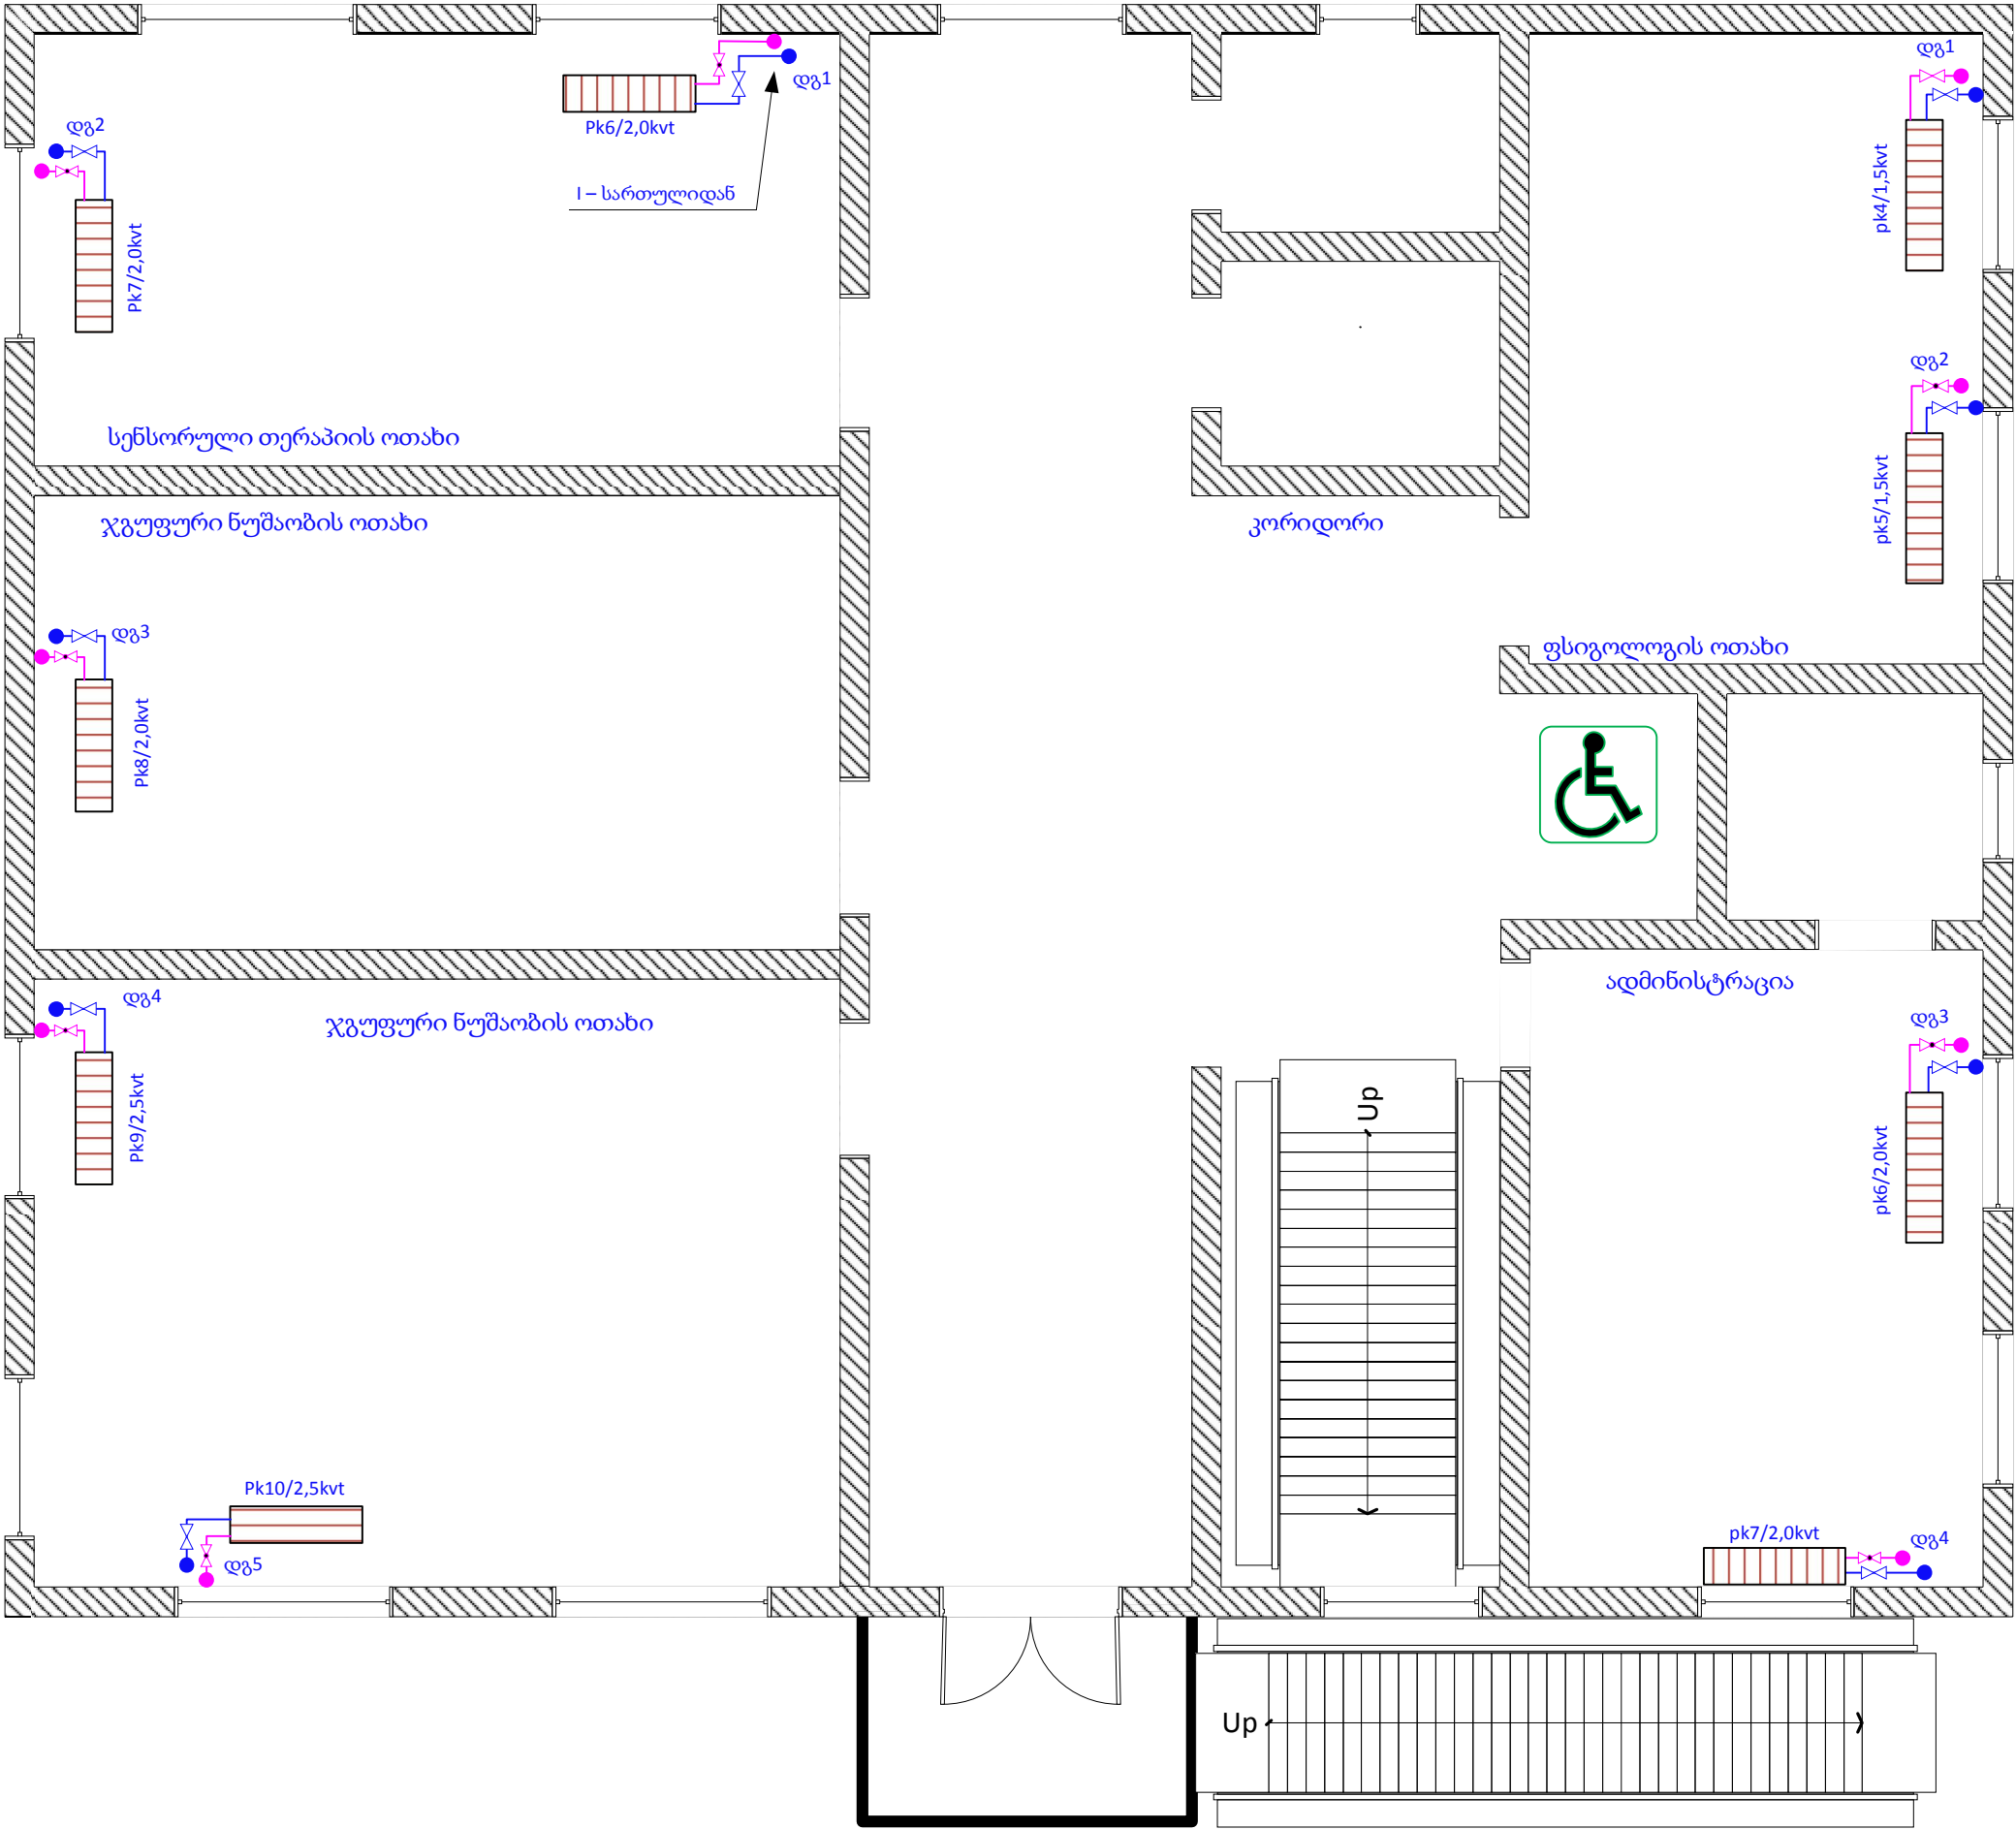 დგ1
დგ1
Pk6/2,0kvt
დგ2
I – სართულიდან
pk4/1,5kvt
Pk7/2,0kvt
დგ2
სენსორული თერაპიის ოთახი
pk5/1,5kvt
ჯგუფური ნუშაობის ოთახი
კორიდორი
დგ3
ფსიგოლოგის ოთახი
Pk8/2,0kvt
ადმინისტრაცია
დგ4
ჯგუფური ნუშაობის ოთახი
დგ3
Pk9/2,5kvt
Up
pk6/2,0kvt
Pk10/2,5kvt
pk7/2,0kvt
დგ4
დგ5
Up